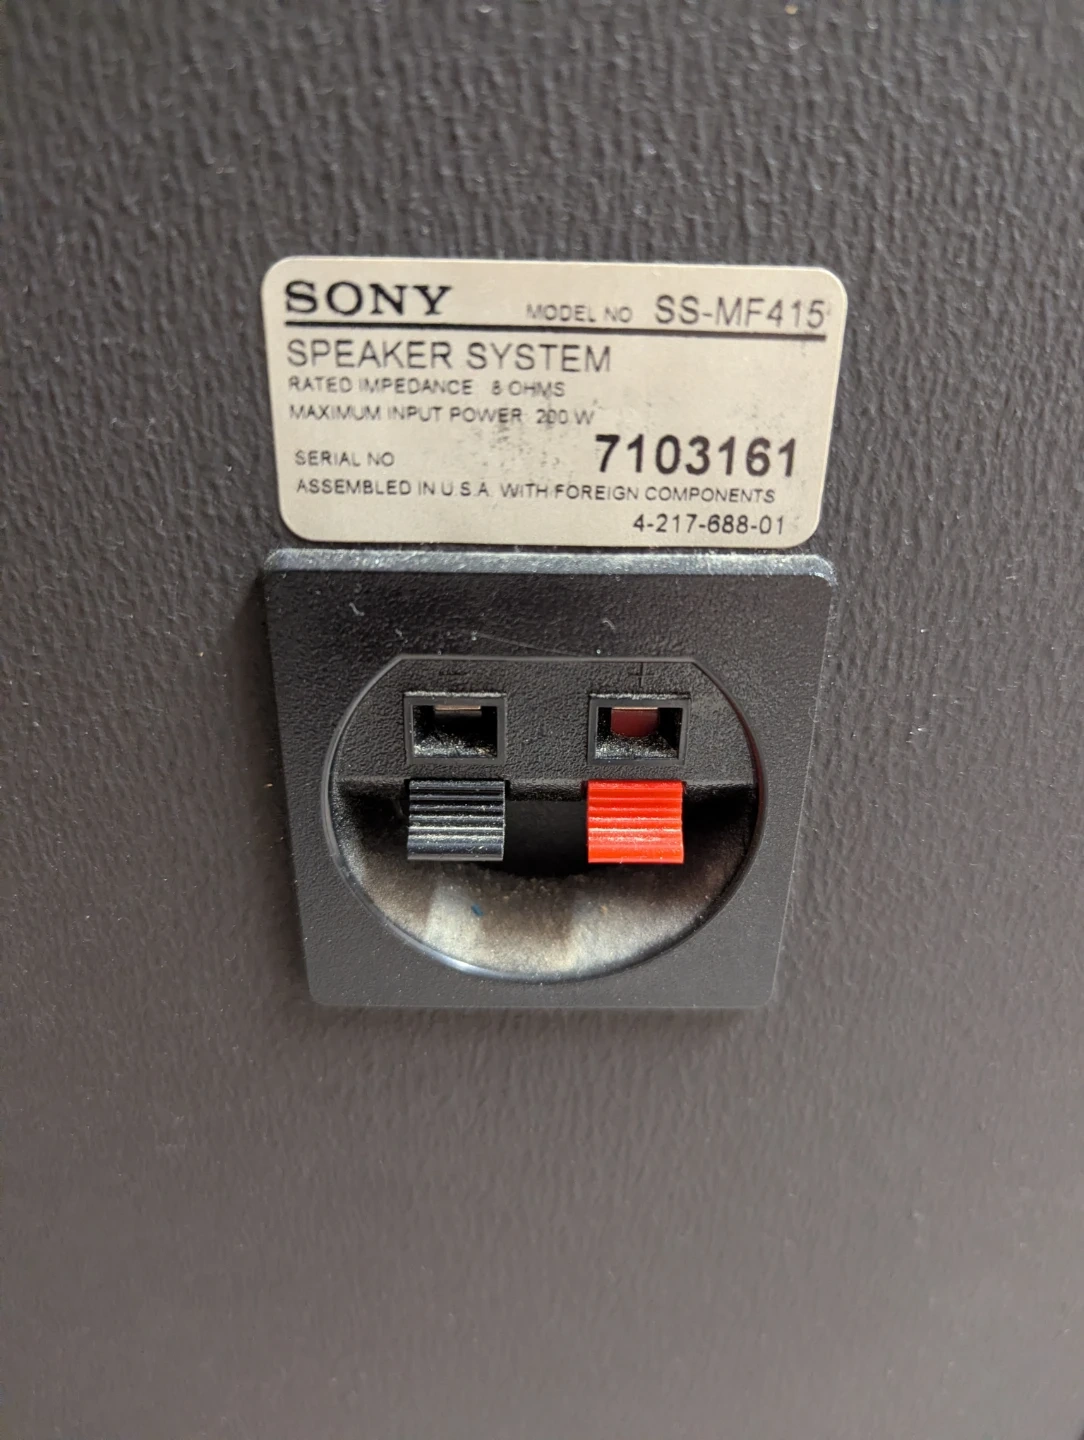 SONY MODEL NO SS-MF415
SPEAKER SYSTEM
RATED IMPEDANCE 8 OHMS
MAXIMUM INPUT POWER 200 W
SERIAL NO 7103161
ASSEMBLED IN U.S.A. WITH FOREIGN COMPONENTS
4-217-688-01
- +